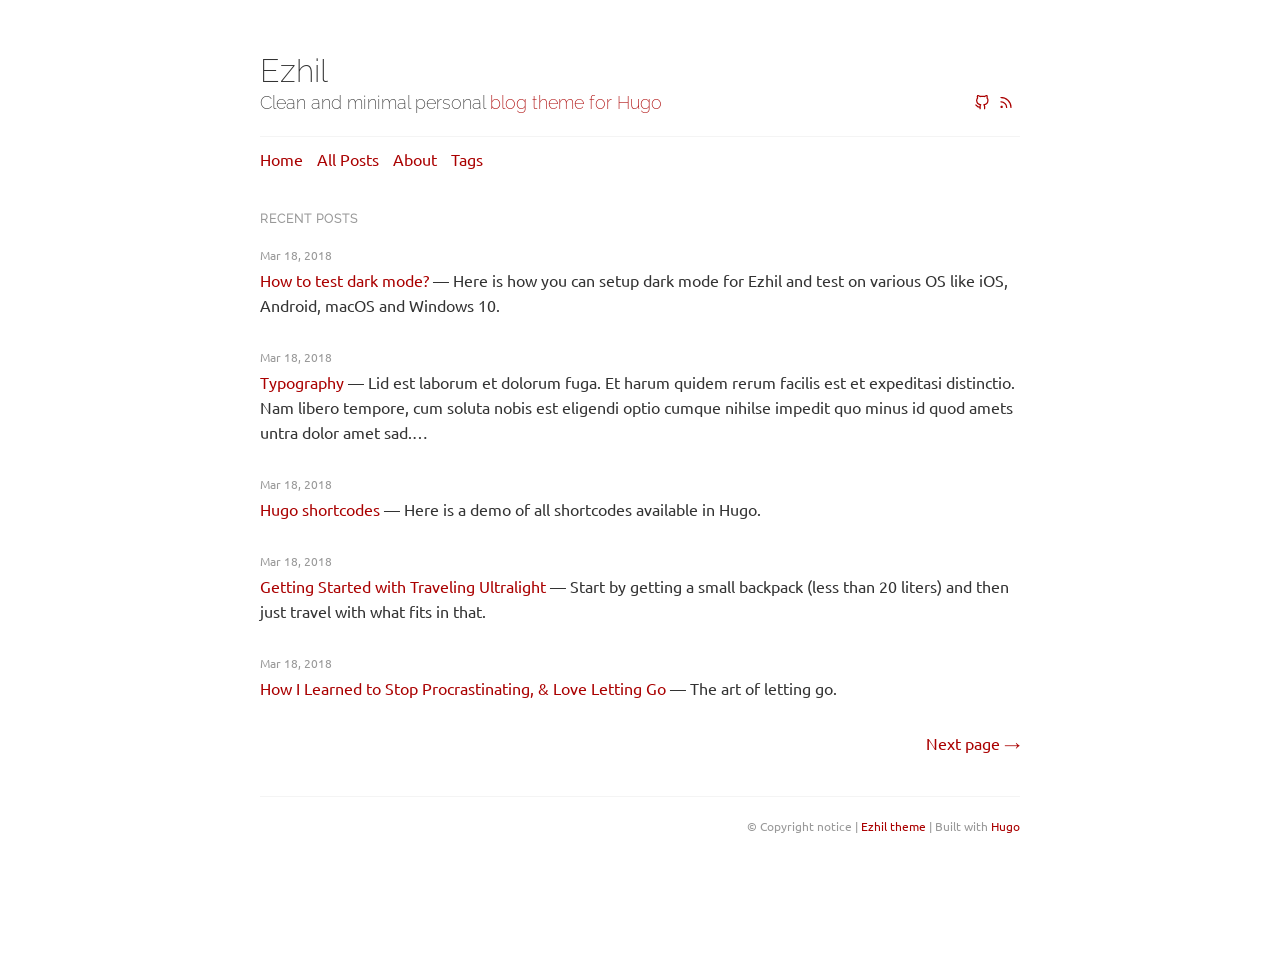 Ezhil
Clean and minimal personal blog theme for Hugo
Home All Posts About Tags
RECENT POSTS
Mar 18, 2018
How to test dark mode? — Here is how you can setup dark mode for Ezhil and test on various OS like iOS,
Android, macOS and Windows 10.
Mar 18, 2018
Typography — Lid est laborum et dolorum fuga. Et harum quidem rerum facilis est et expeditasi distinctio.
Nam libero tempore, cum soluta nobis est eligendi optio cumque nihilse impedit quo minus id quod amets
untra dolor amet sad.…
Mar 18, 2018
Hugo shortcodes — Here is a demo of all shortcodes available in Hugo.
Mar 18, 2018
Getting Started with Traveling Ultralight — Start by getting a small backpack (less than 20 liters) and then
just travel with what fits in that.
Mar 18, 2018
How I Learned to Stop Procrastinating, & Love Letting Go — The art of letting go.
Next page →
© Copyright notice | Ezhil theme | Built with Hugo